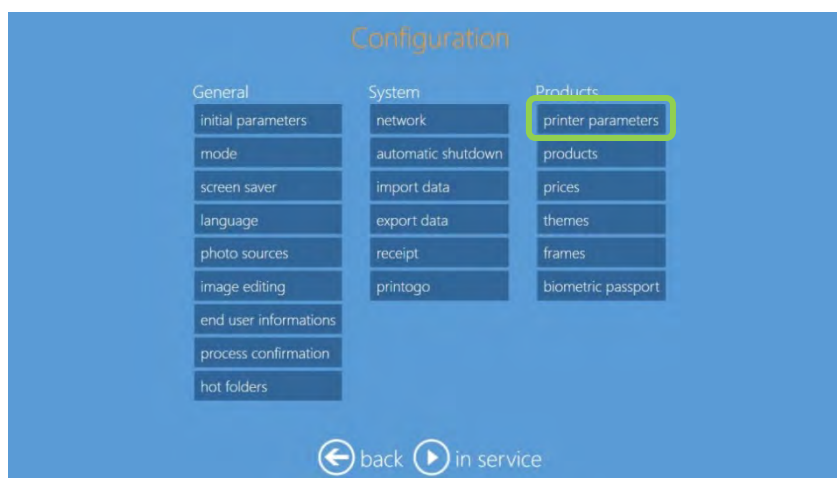 Configuration
General
initial parameters
mode
screen saver
language
photo sources
image editing
end user informations
process confirmation
hot folders
System
network
automatic shutdown
import data
export data
receipt
printogo
Products
printer parameters
products
prices
themes
frames
biometric passport
back in service